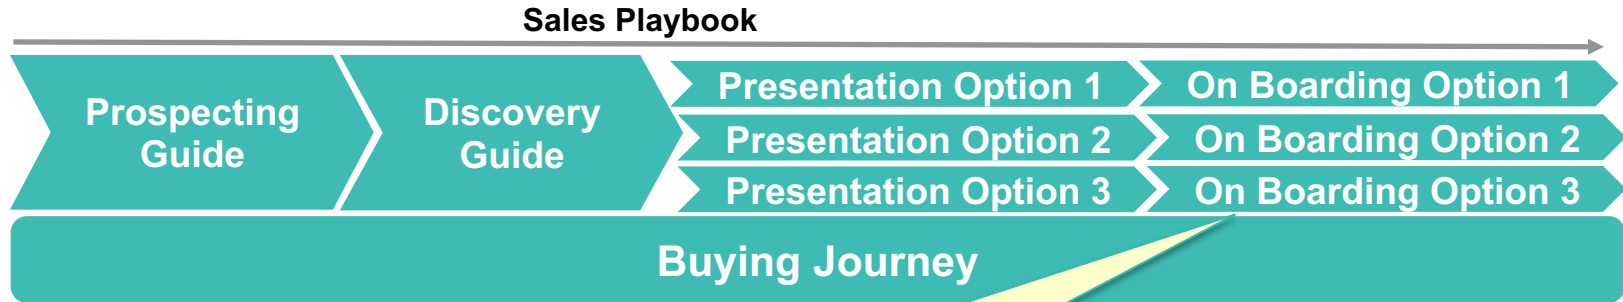 Sales Playbook
Prospecting
Guide
Discovery
Guide
Presentation Option 1
On Boarding Option 1
Presentation Option 2
On Boarding Option 2
Presentation Option 3
On Boarding Option 3
Buying Journey